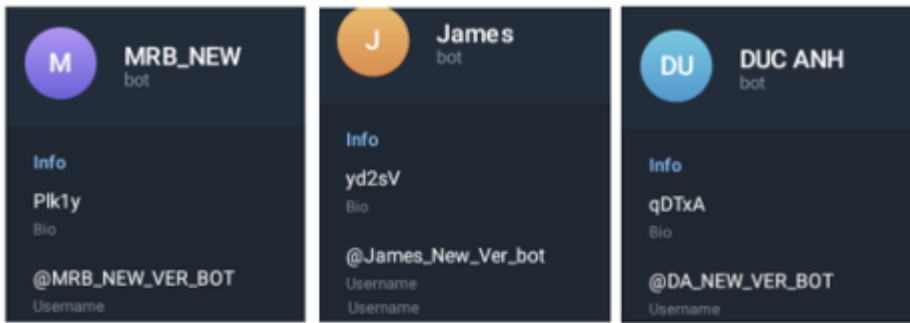 M
MRB_NEW
bot
Info
Plk1y
Bio
@MRB_NEW_VER_BOT
Username
J
James
bot
Info
yd2sV
Bio
@James_New_Ver_bot
Username
Username
DU
DUC ANH
bot
Info
qDTxA
Bio
@DA_NEW_VER_BOT
Username